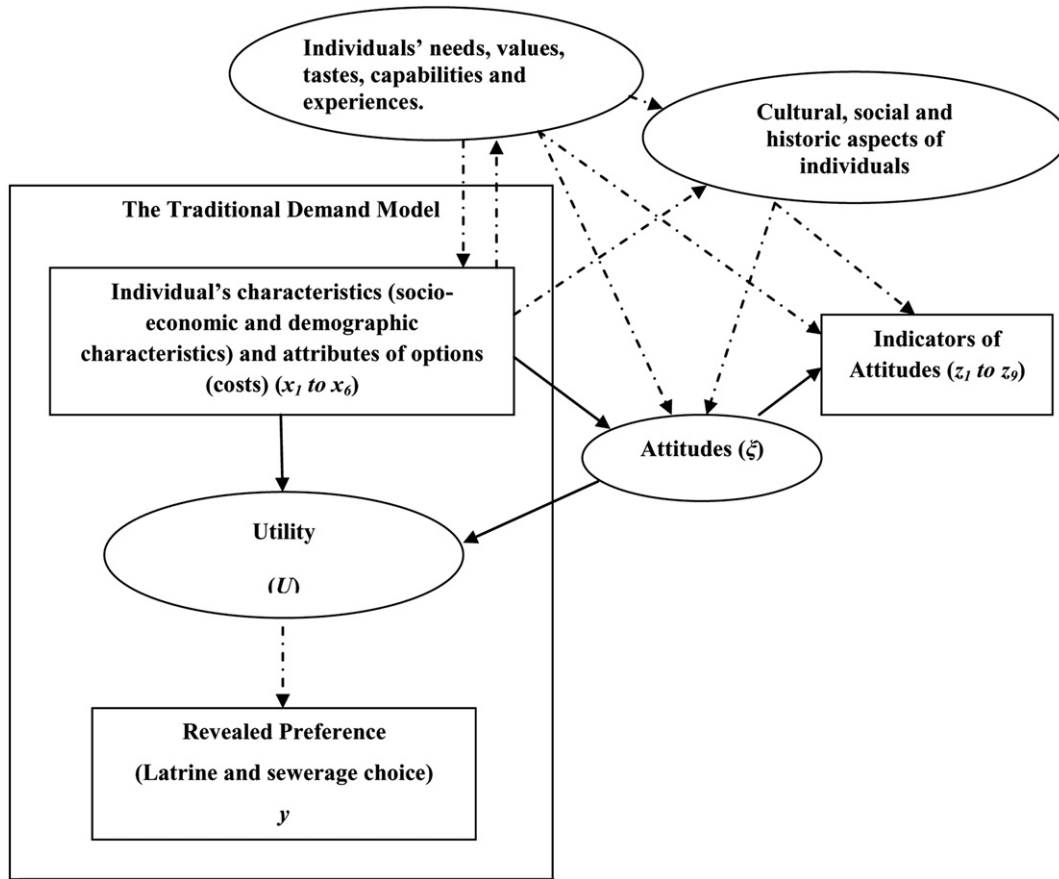 Individuals’ needs, values,
tastes, capabilities and
experiences.
Cultural, social and
historic aspects of
individuals
The Traditional Demand Model
Individual’s characteristics (socio-
economic and demographic
characteristics) and attributes of options
(costs) (x₁ to x₆)
Indicators of
Attitudes (z₁ to z₉)
Attitudes (ξ)
Utility
(U)
Revealed Preference
(Latrine and sewerage choice)
y